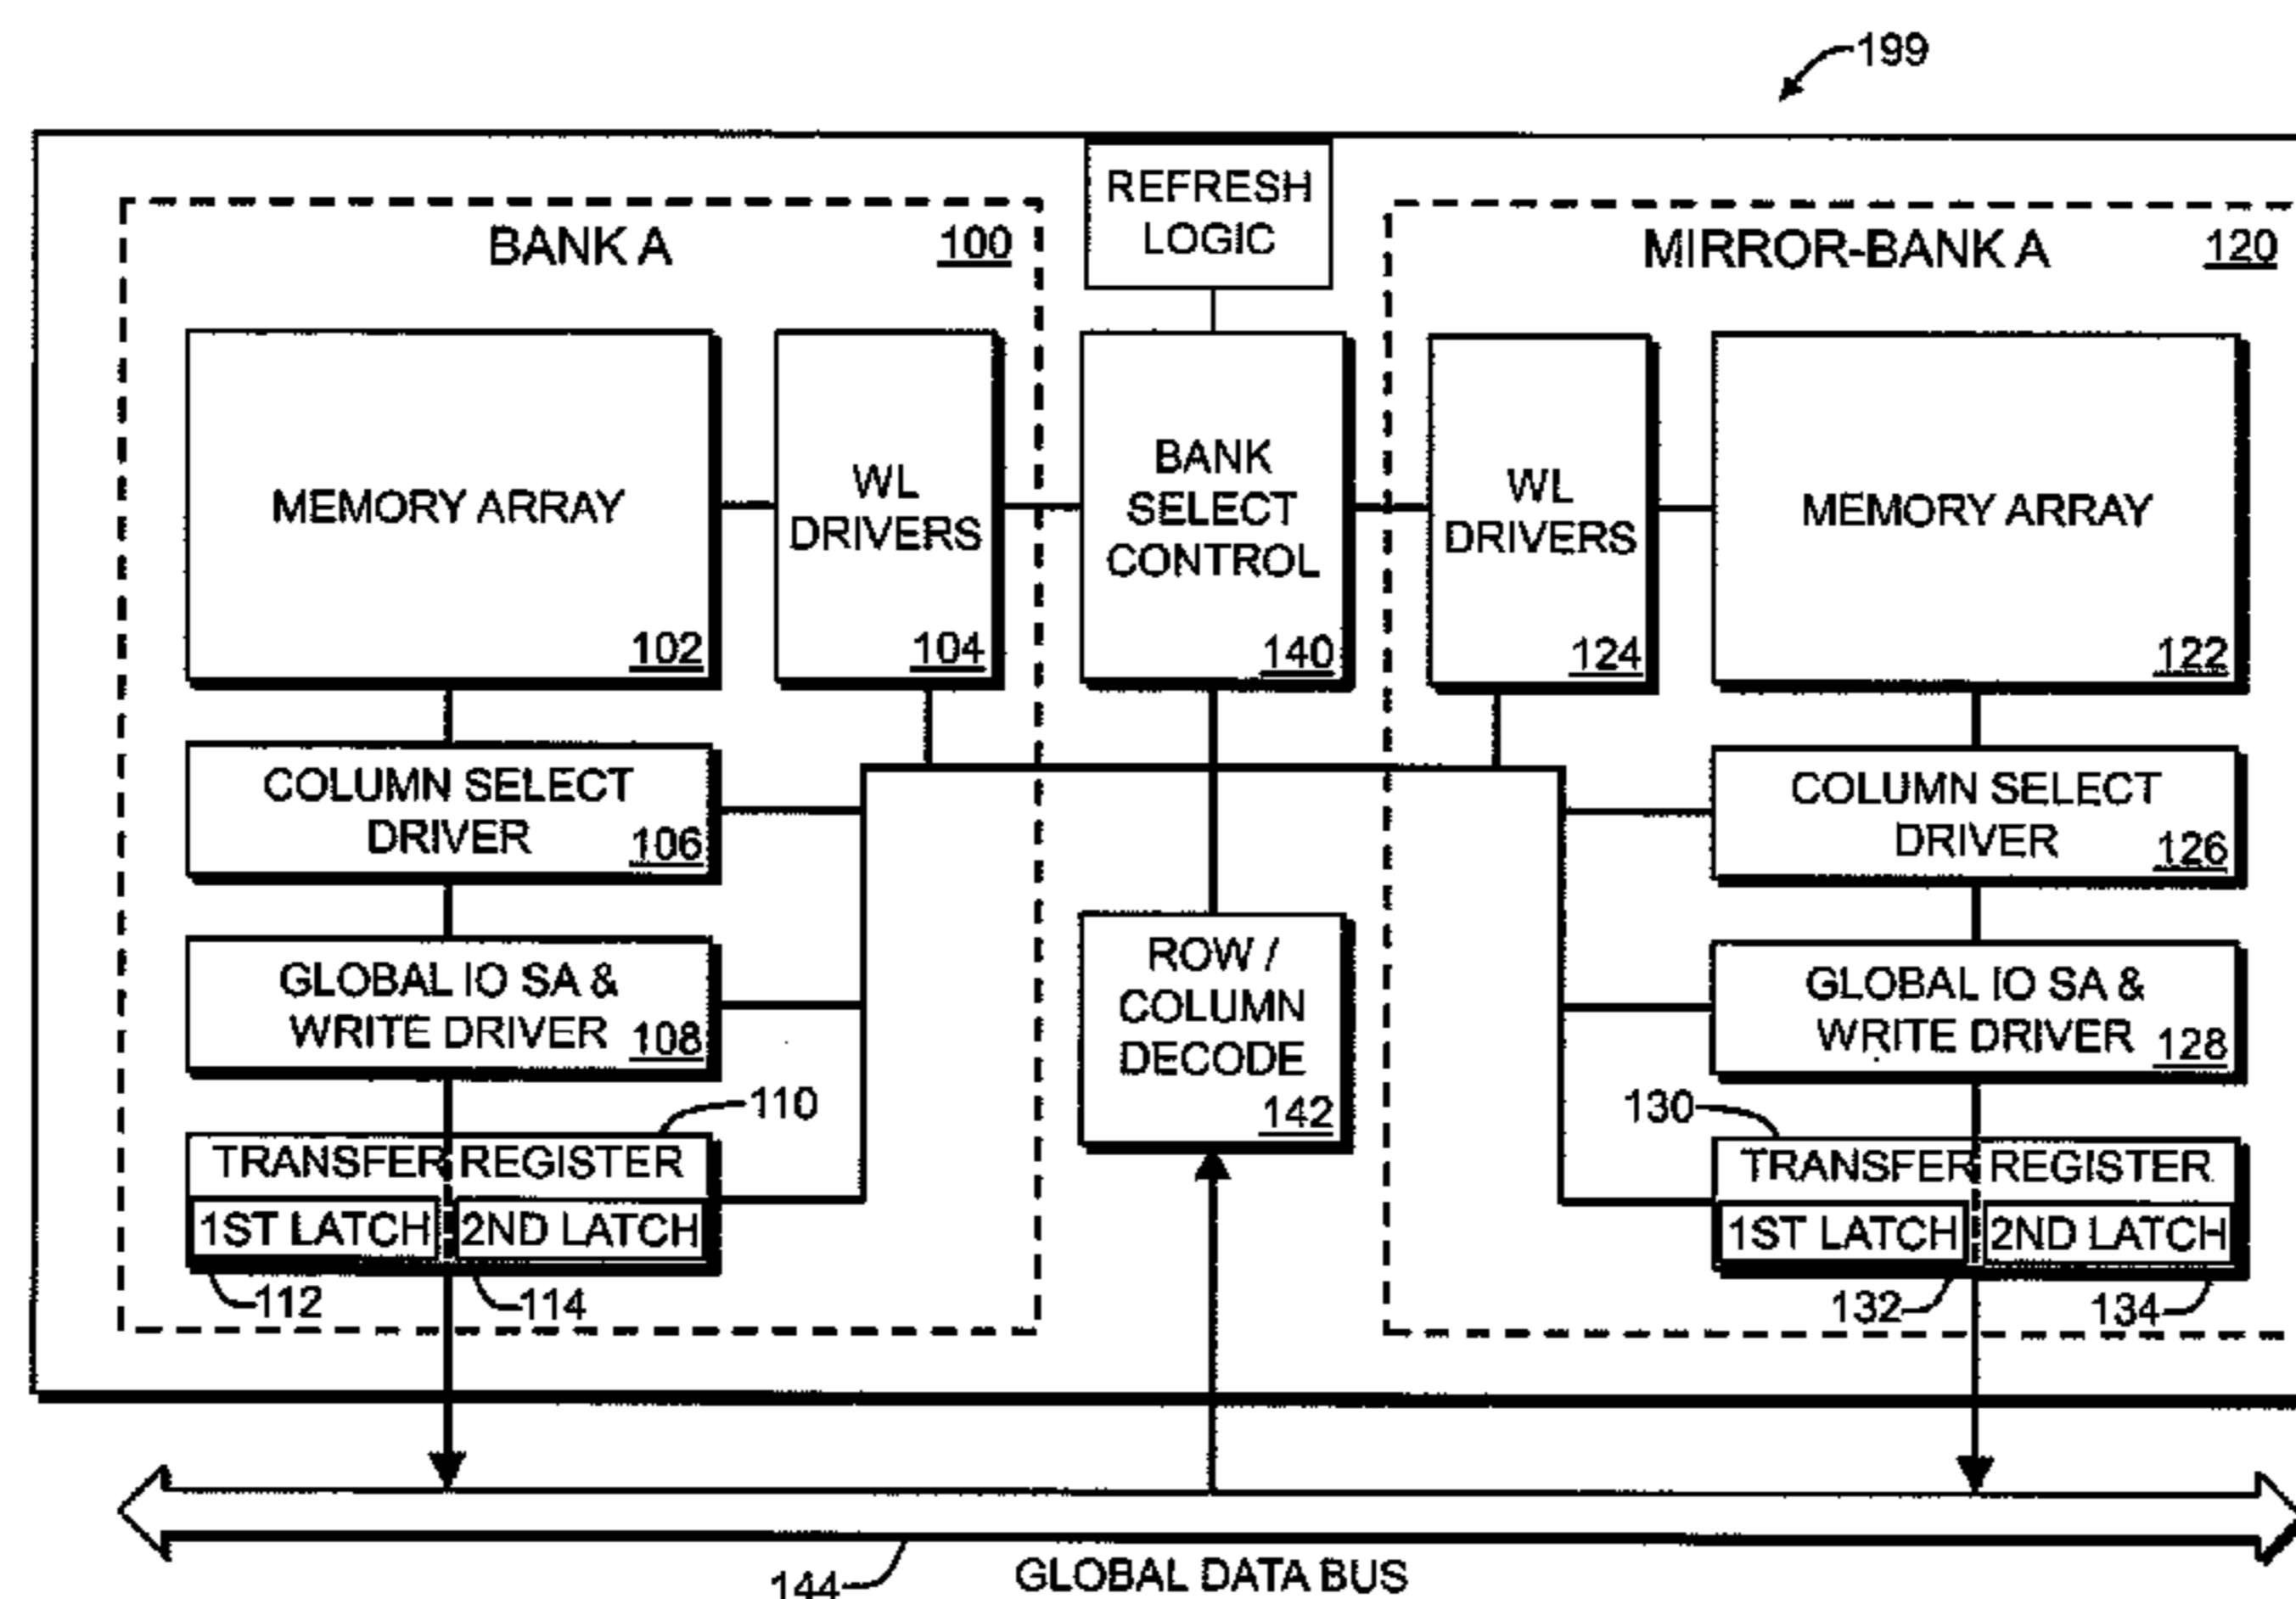 199
REFRESH
LOGIC
BANK A 100
MIRROR-BANK A 120
MEMORY ARRAY
102
WL
DRIVERS
104
BANK
SELECT
CONTROL
140
WL
DRIVERS
124
MEMORY ARRAY
122
COLUMN SELECT
DRIVER 106
COLUMN SELECT
DRIVER 126
GLOBAL IO SA &
WRITE DRIVER 108
ROW /
COLUMN
DECODE
142
GLOBAL IO SA &
WRITE DRIVER 128
110
TRANSFER REGISTER
1ST LATCH 2ND LATCH
112 114
130
TRANSFER REGISTER
1ST LATCH 2ND LATCH
132 134
144
GLOBAL DATA BUS